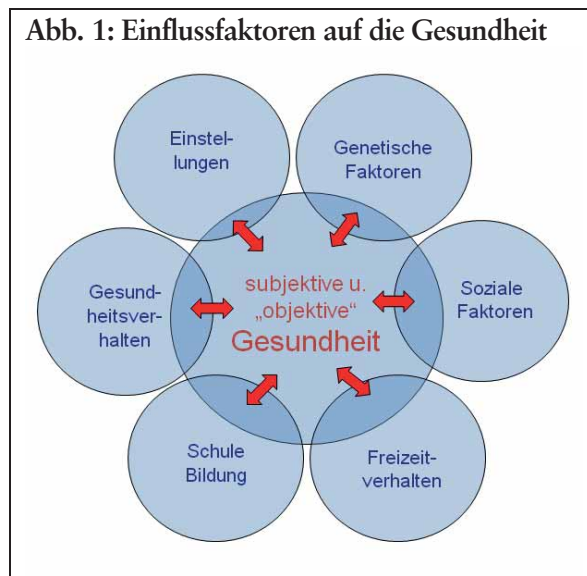 Abb. 1: Einflussfaktoren auf die Gesundheit
Einstel-
lungen
Genetische
Faktoren
Gesund-
heitsver-
halten
subjektive u.
„objektive“
Gesundheit
Soziale
Faktoren
Schule
Bildung
Freizeit-
verhalten